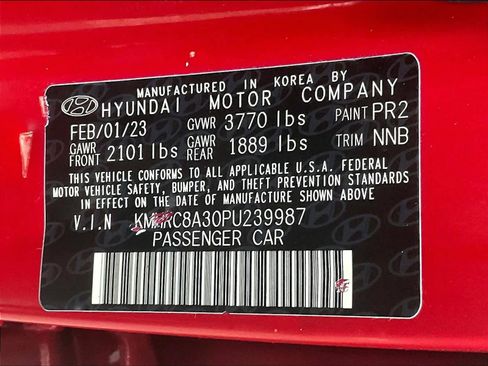 MANUFACTURED IN KOREA BY
HYUNDAI MOTOR COMPANY
FEB/01/23 GVWR 3770 lbs PAINT PR2
GAWR FRONT 2101 lbs GAWR REAR 1889 lbs TRIM NNB
THIS VEHICLE CONFORMS TO ALL APPLICABLE U.S.A. FEDERAL
MOTOR VEHICLE SAFETY, BUMPER, AND THEFT PREVENTION STANDARDS
IN EFFECT ON THE DATE OF MANUFACTURE SHOWN ABOVE.
V.I.N
PASSENGER CAR